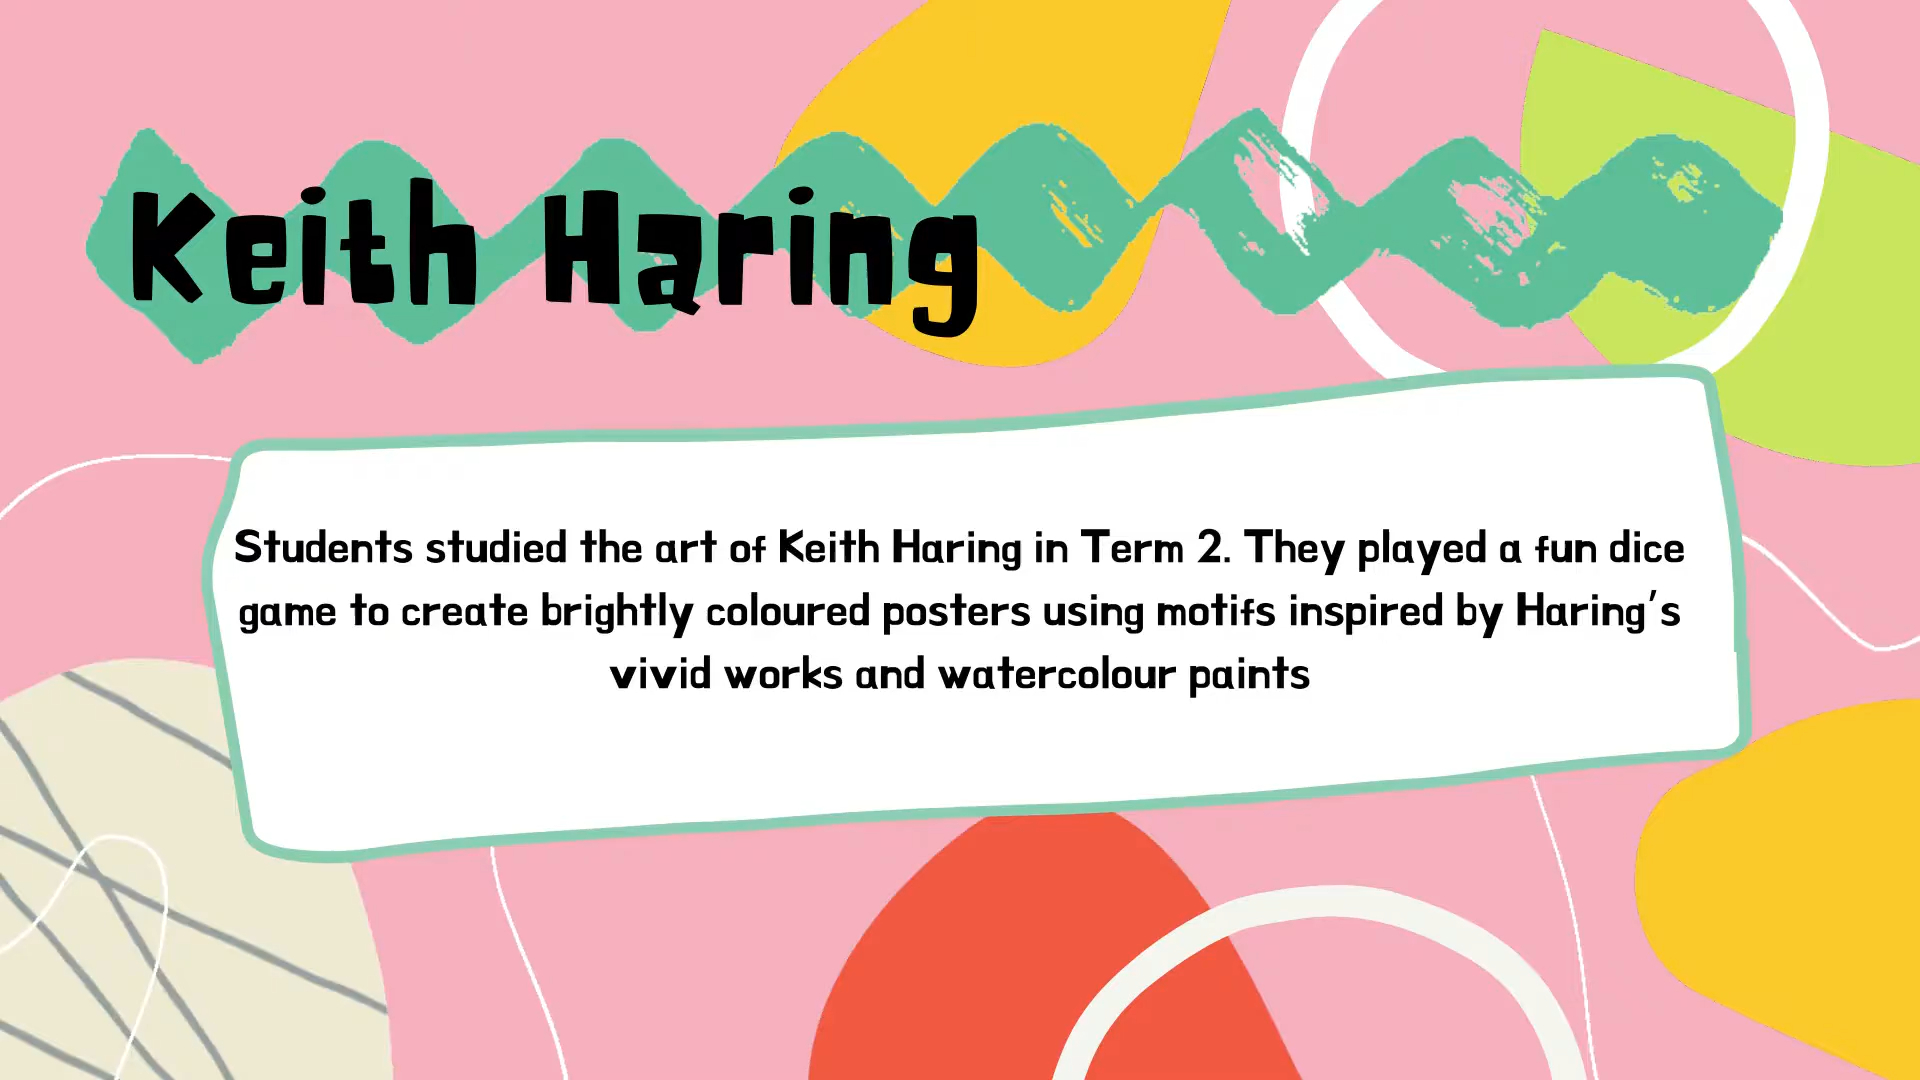 Keith Haring
Students studied the art of Keith Haring in Term 2. They played a fun dice
game to create brightly coloured posters using motifs inspired by Haring's
vivid works and watercolour paints